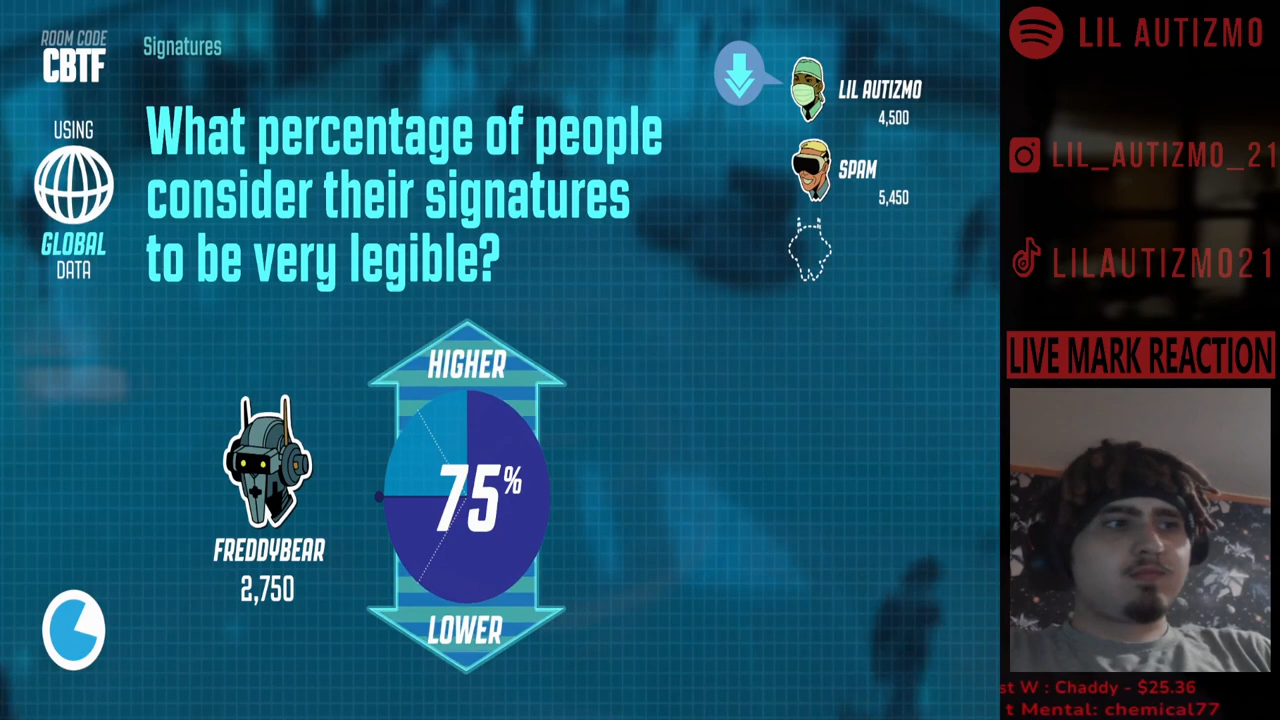 ROOM CODE
CBTF
Signatures
USING
GLOBAL
DATA
What percentage of people
consider their signatures
to be very legible?
LIL AUTIZMO
4,500
SPAM
5,450
HIGHER
75%
LOWER
FREDDYBEAR
2,750
LIL AUTIZMO
LIL_AUTIZMO_21
LILAUTIZMO21
LIVE MARK REACTION
st W : Chaddy - $25.36
t Mental: chemical77